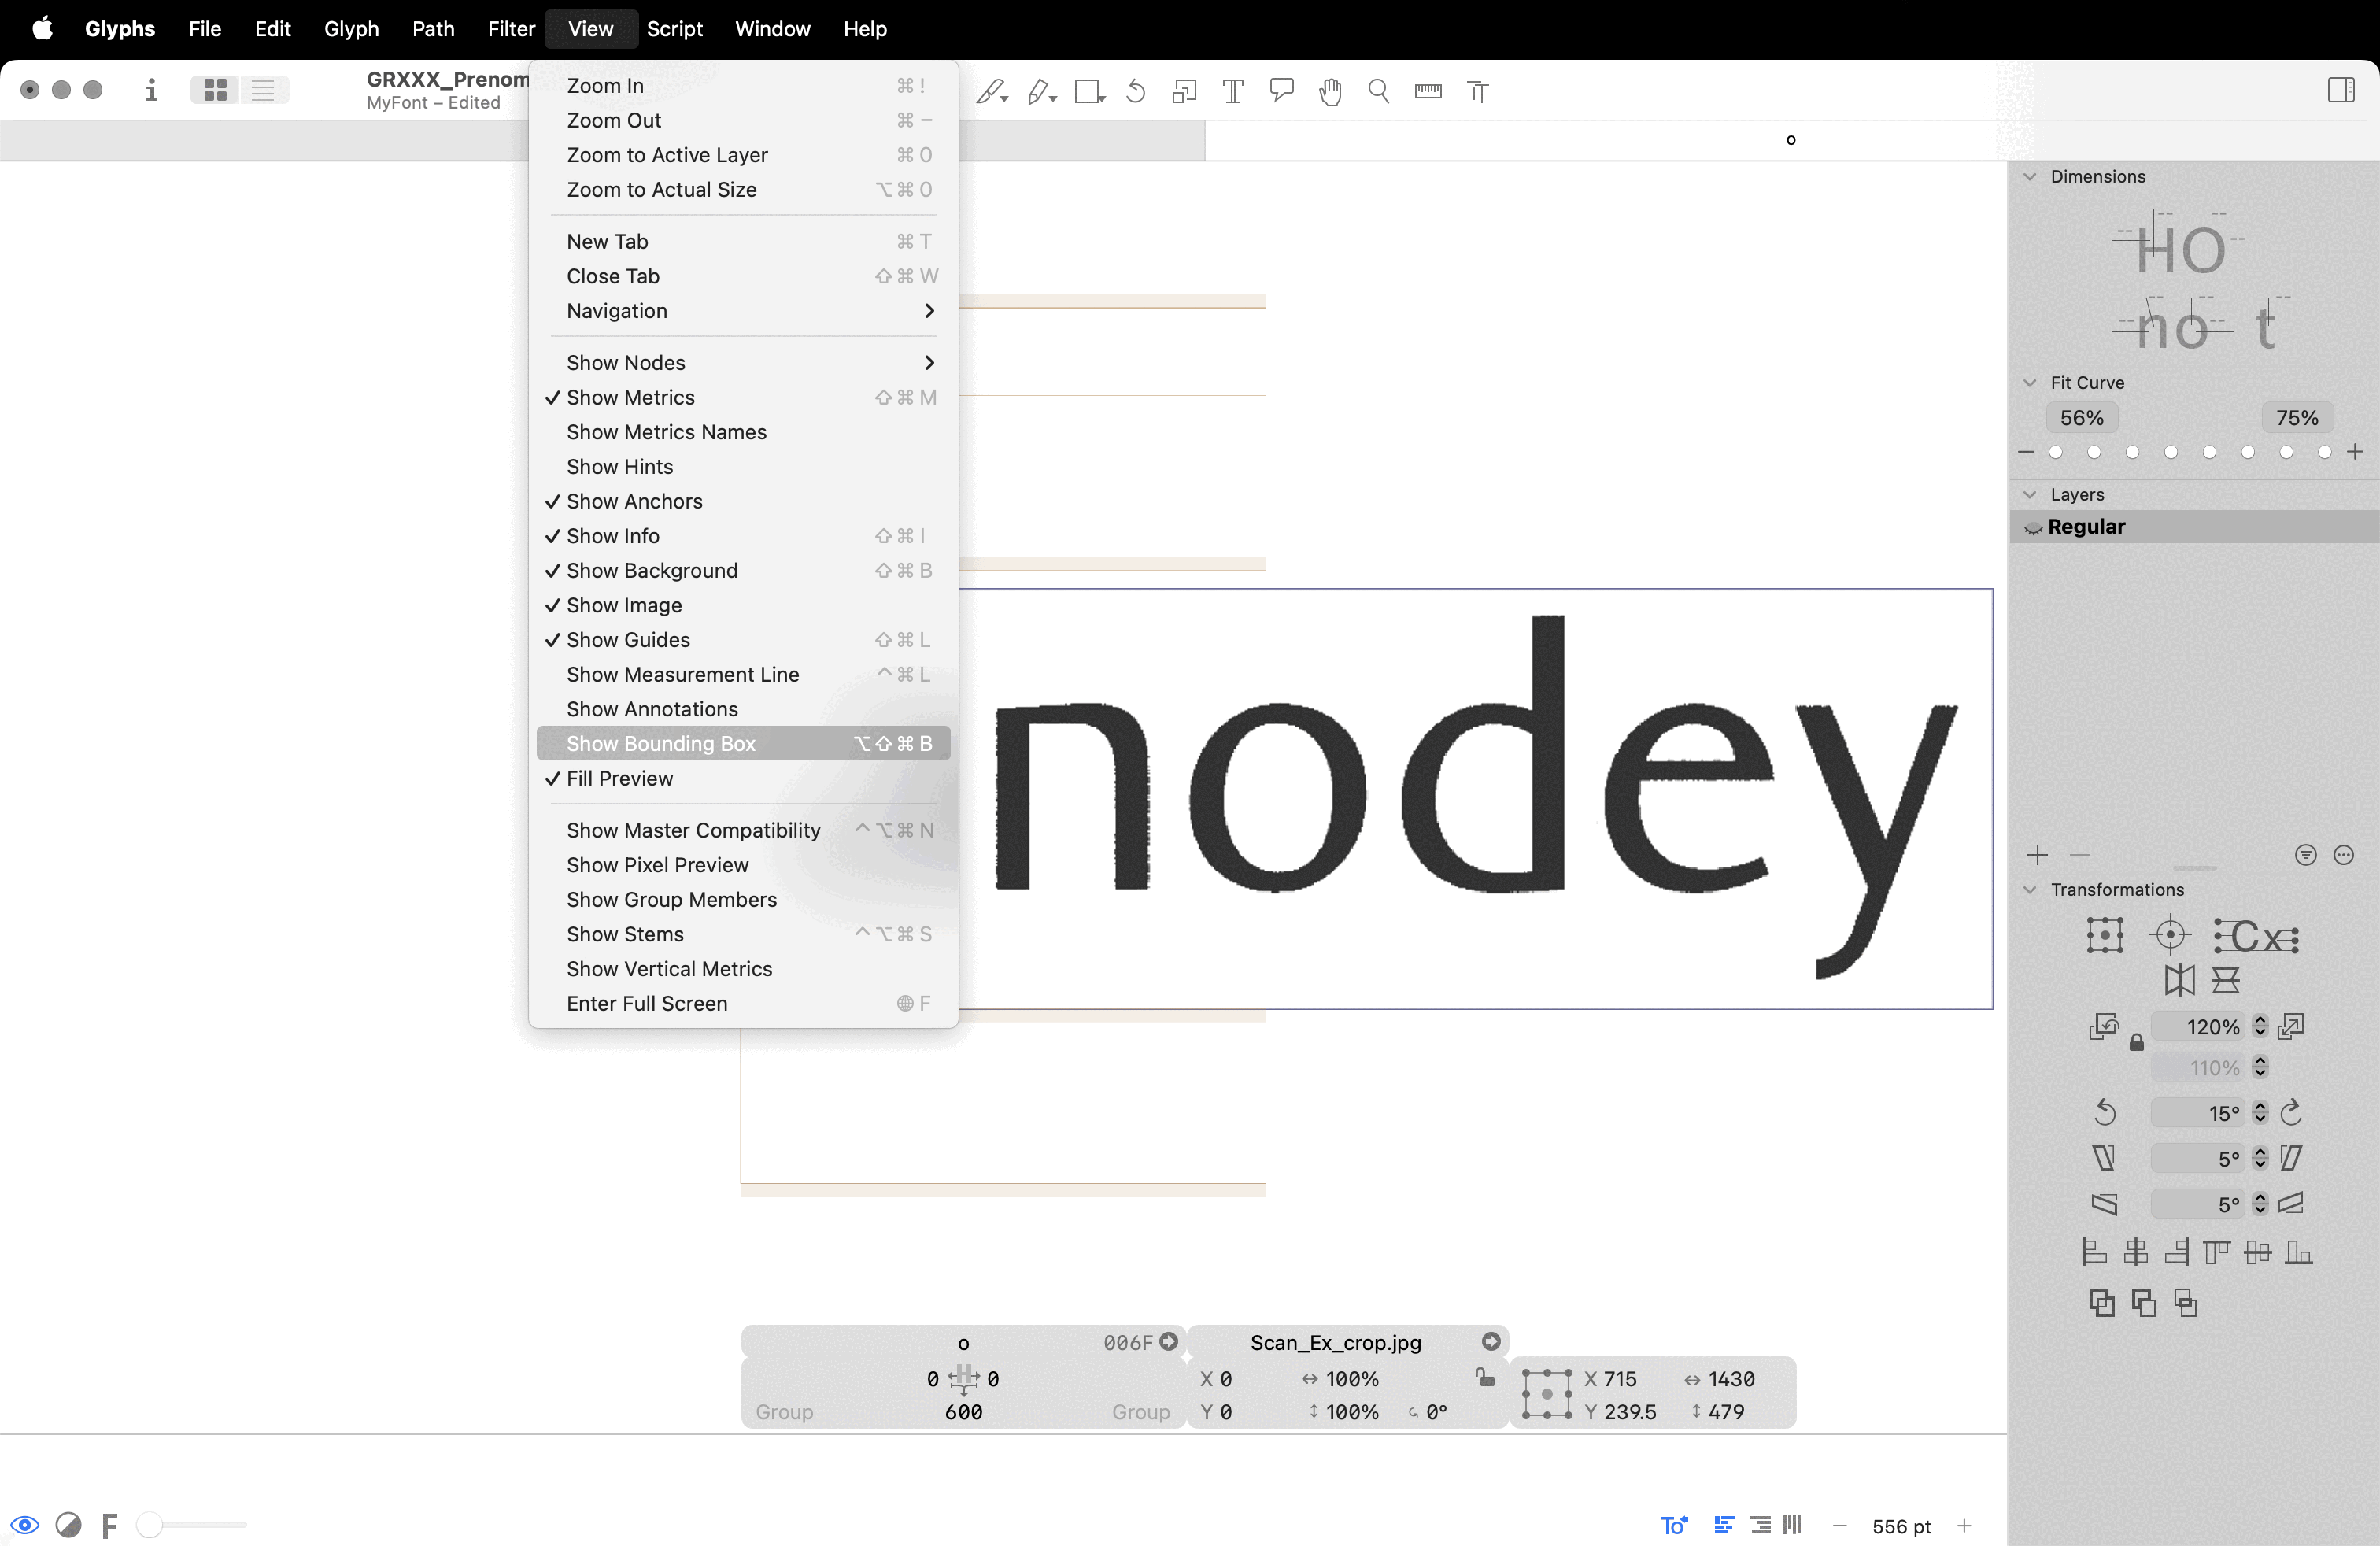 Glyphs File Edit Glyph Path Filter View Script Window Help
GRXXX_Prenom
MyFont – Edited
o
Zoom In ⌘ !
Zoom Out ⌘ −
Zoom to Active Layer ⌘ 0
Zoom to Actual Size ⌥ ⌘ 0
New Tab ⌘ T
Close Tab ⇧ ⌘ W
Navigation
Show Nodes
Show Metrics ⇧ ⌘ M
Show Metrics Names
Show Hints
Show Anchors
Show Info ⇧ ⌘ I
Show Background ⇧ ⌘ B
Show Image
Show Guides ⇧ ⌘ L
Show Measurement Line ^ ⌘ L
Show Annotations
Show Bounding Box ⌥ ⇧ ⌘ B
Fill Preview
Show Master Compatibility ^ ⌥ ⌘ N
Show Pixel Preview
Show Group Members
Show Stems ^ ⌥ ⌘ S
Show Vertical Metrics
Enter Full Screen F
nodey
Dimensions
HO
no t
Fit Curve
56% 75%
Layers
Regular
Transformations
Cx
120%
110%
15°
5°
5°
o 006F
0 H 0
Group 600 Group
Scan_Ex_crop.jpg
X 0 100%
Y 0 100% 0°
X 715 1430
Y 239.5 479
F
To
556 pt